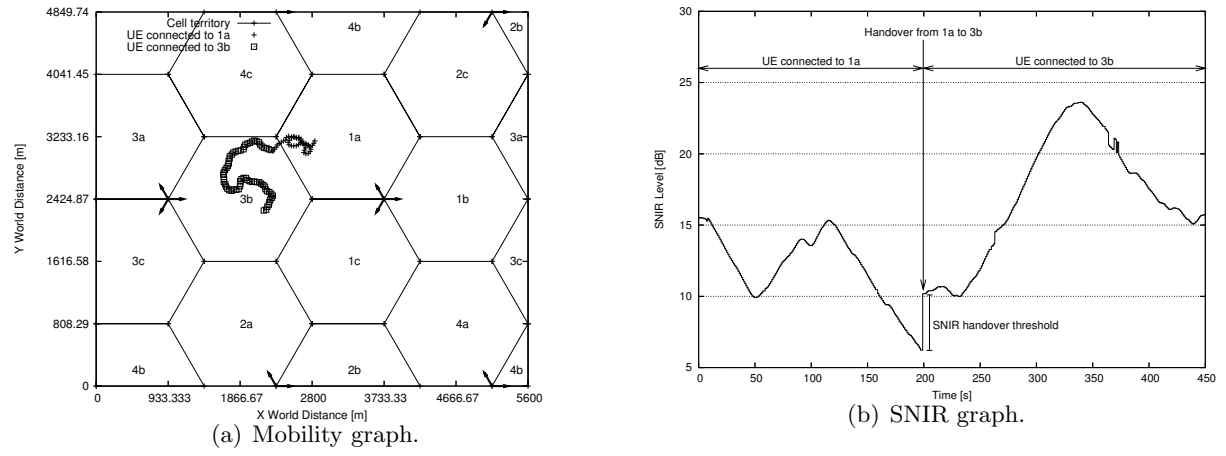 4849.74
4041.45
3233.16
2424.87
1616.58
808.29
0
Y World Distance [m]
Cell territory
UE connected to 1a
UE connected to 3b
4b
2b
4c
2c
3a
1a
3a
3b
1b
3c
1c
3c
2a
4a
4b
2b
4b
0
933.333
1866.67
2800
3733.33
4666.67
5600
X World Distance [m]
(a) Mobility graph.
30
25
20
15
10
5
SNIR Level [dB]
Handover from 1a to 3b
UE connected to 1a
UE connected to 3b
SNIR handover threshold
0
50
100
150
200
250
300
350
400
450
Time [s]
(b) SNIR graph.